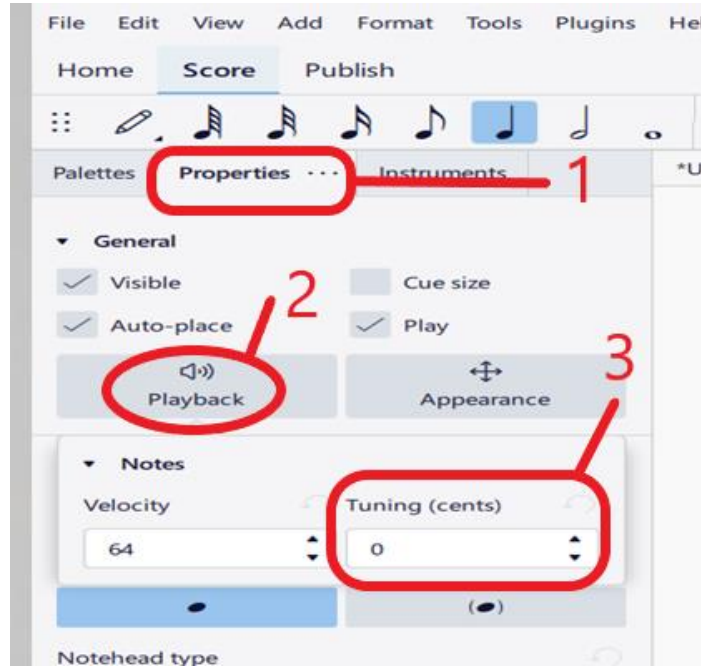 File Edit View Add Format Tools Plugins Hel
Home Score Publish
Palettes Properties ... Instruments *U
1
General
Visible Cue size
2
Auto-place Play
3
Playback Appearance
Notes
Velocity Tuning (cents)
64 0
Notehead type